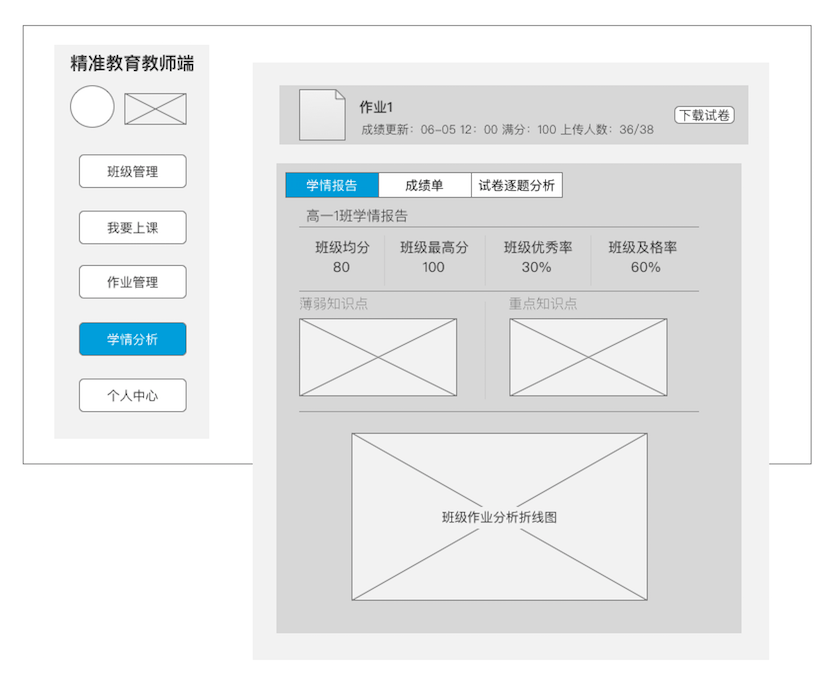 精准教育教师端
班级管理
我要上课
作业管理
学情分析
个人中心
作业1
成绩更新：06-05 12：00 满分：100 上传人数：36/38
下载试卷
学情报告 成绩单 试卷逐题分析
高一1班学情报告
班级均分 班级最高分 班级优秀率 班级及格率
80 100 30% 60%
薄弱知识点 重点知识点
班级作业分析折线图